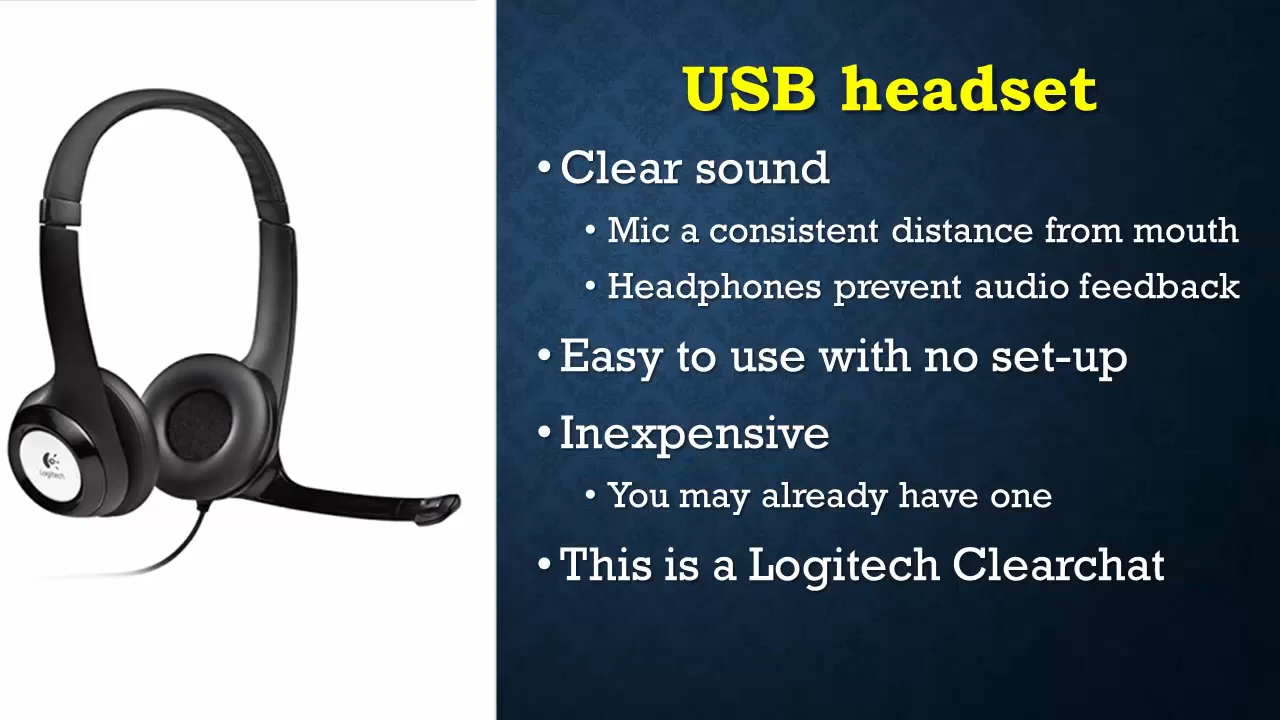 USB headset
• Clear sound
• Mic a consistent distance from mouth
• Headphones prevent audio feedback
• Easy to use with no set-up
• Inexpensive
• You may already have one
• This is a Logitech Clearchat
Logitech